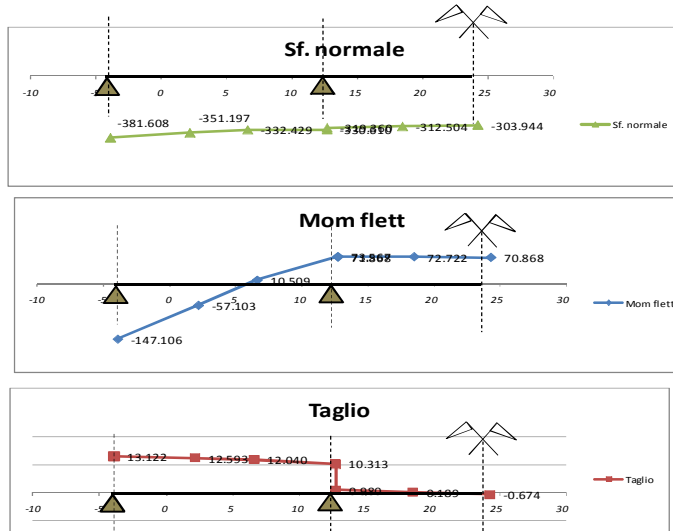 Sf. normale
-10 -5 0 5 10 15 20 25 30
-381.608 -351.197 -332.429 -312.504 -303.944
Sf. normale
Mom flett
70.868
72.722
10.509
-10 -5 0 5 10 15 20 25 30
-57.103
Mom flett
-147.106
Taglio
13.122 12.593 12.040 10.313
Taglio
-0.674
-10 -5 0 5 10 15 20 25 30